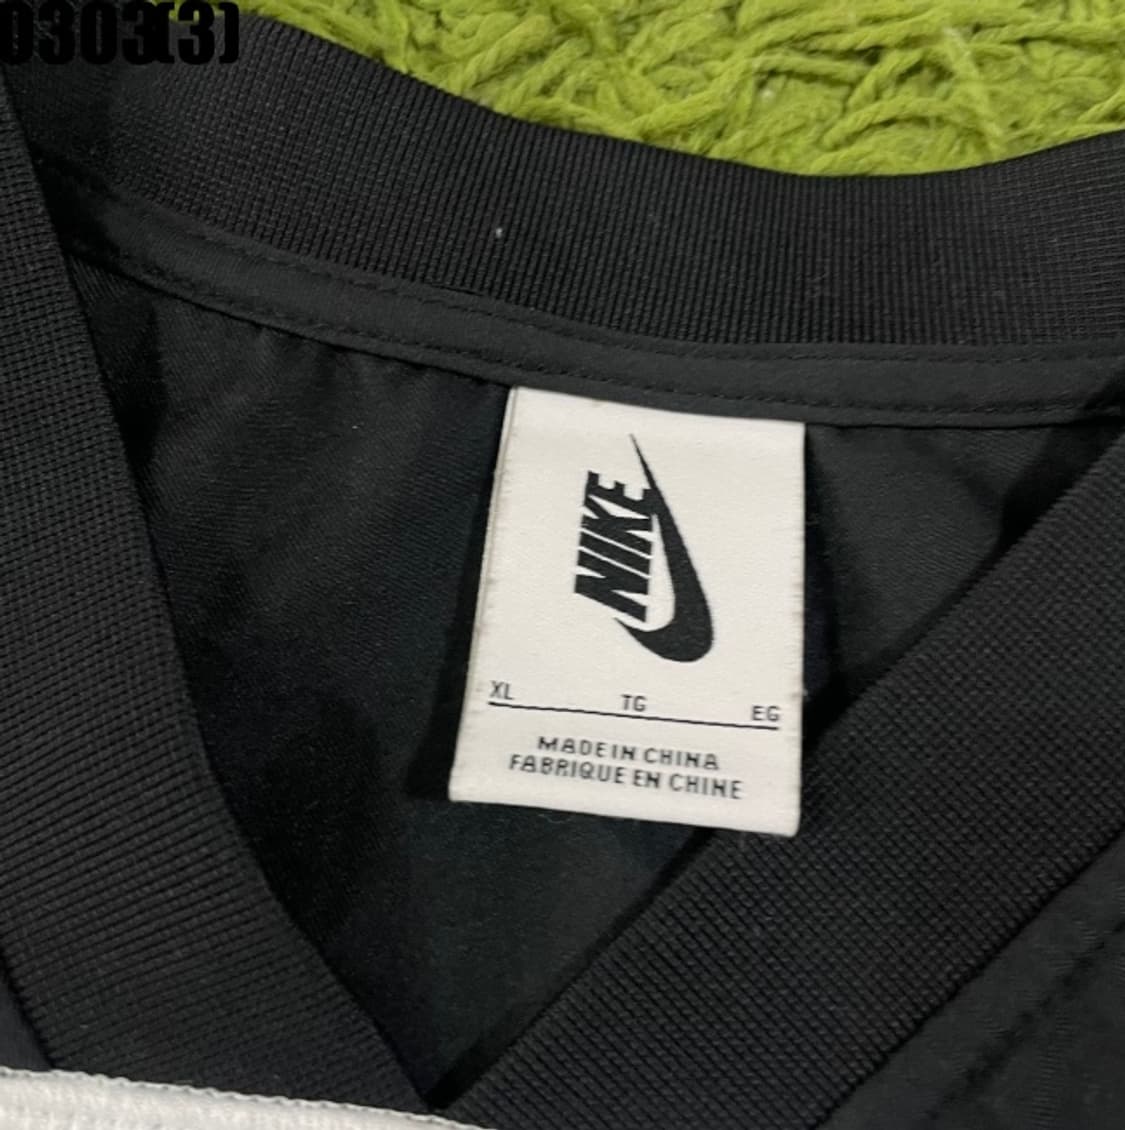 0303(3)
NIKE
XL TG EG
MADE IN CHINA
FABRIQUE EN CHINE